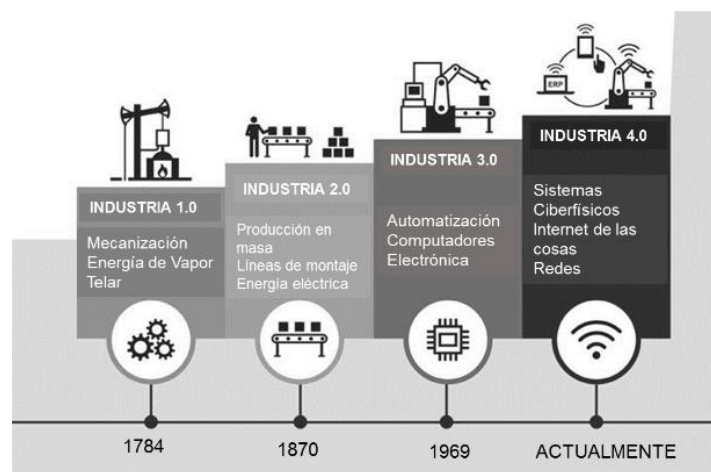 ERP
INDUSTRIA 1.0
Mecanización
Energía de Vapor
Telar
INDUSTRIA 2.0
Producción en
masa
Líneas de montaje
Energía eléctrica
INDUSTRIA 3.0
Automatización
Computadores
Electrónica
INDUSTRIA 4.0
Sistemas
Ciberfísicos
Internet de las
cosas
Redes
1784
1870
1969
ACTUALMENTE